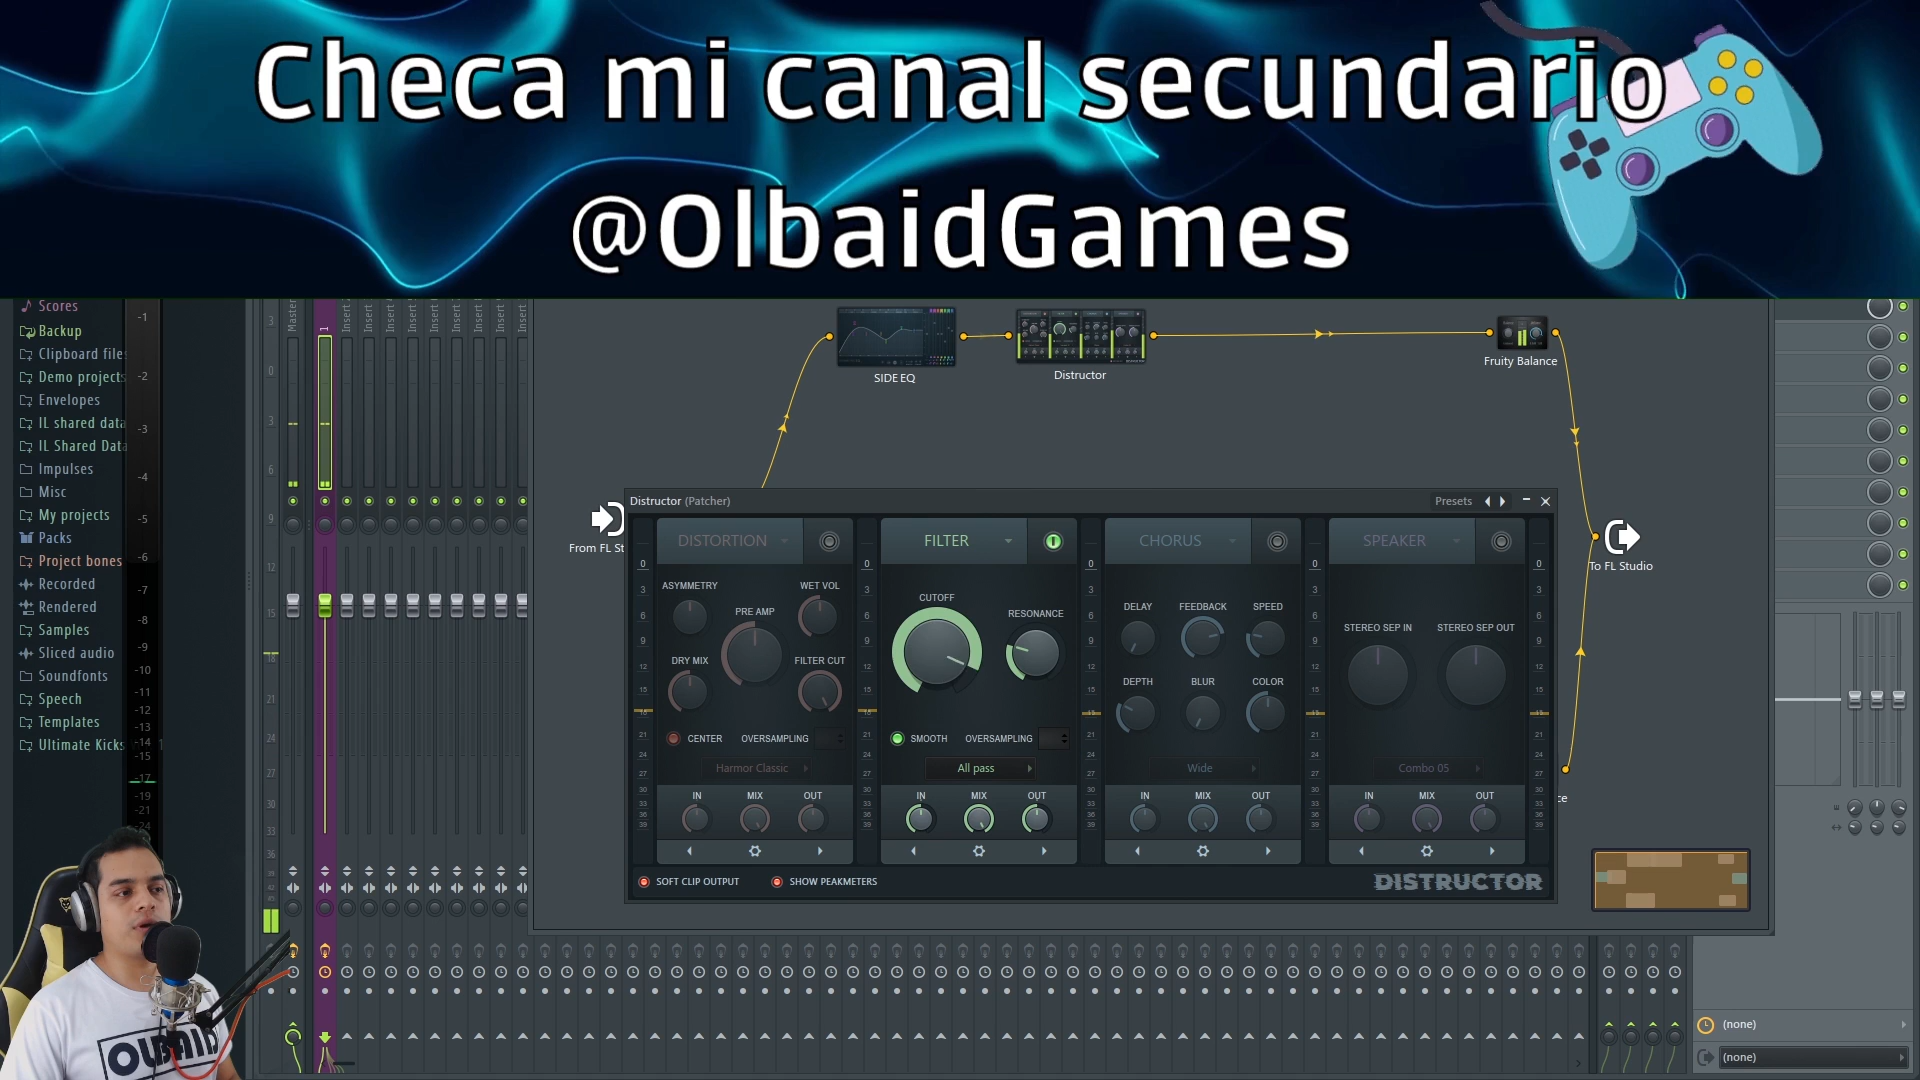 Checa mi canal secundario
@OlbaidGames
Scores
Backup
Clipboard file
Demo projects
Envelopes
IL shared data
IL Shared Data
Impulses
Misc
My projects
Packs
Project bones
Recorded
Rendered
Samples
Sliced audio
Soundfonts
Speech
Templates
Ultimate Kicks
SIDE EQ
Distructor
Fruity Balance
From FL St
To FL Studio
Distructor (Patcher)
Presets
DISTORTION
FILTER
CHORUS
SPEAKER
ASYMMETRY
WET VOL
PRE AMP
DRY MIX
FILTER CUT
CENTER
OVERSAMPLING
Harmor Classic
IN MIX OUT
CUTOFF
RESONANCE
SMOOTH
OVERSAMPLING
All pass
IN MIX OUT
DELAY FEEDBACK SPEED
DEPTH BLUR COLOR
Wide
IN MIX OUT
STEREO SEP IN STEREO SEP OUT
Combo 05
IN MIX OUT
SOFT CLIP OUTPUT
SHOW PEAKMETERS
DISTRUCTOR
ce
OLBAID
(none)
(none)